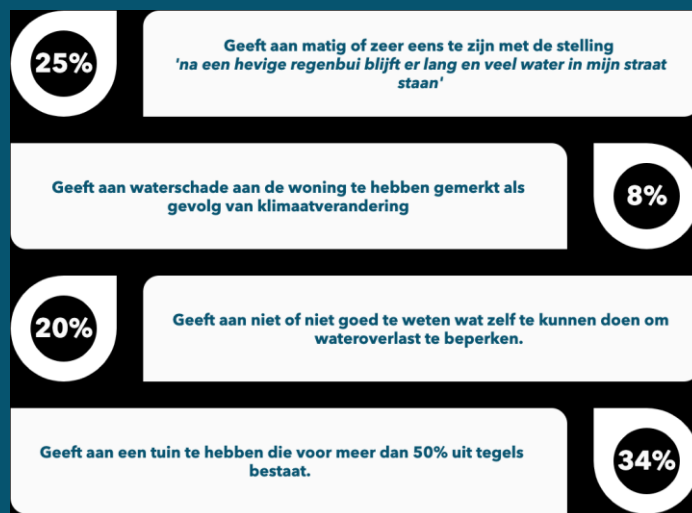 25%
Geeft aan matig of zeer eens te zijn met de stelling
'na een hevige regenbui blijft er lang en veel water in mijn straat
staan'
Geeft aan waterschade aan de woning te hebben gemerkt als
gevolg van klimaatverandering
8%
20%
Geeft aan niet of niet goed te weten wat zelf te kunnen doen om
wateroverlast te beperken.
Geeft aan een tuin te hebben die voor meer dan 50% uit tegels
bestaat.
34%